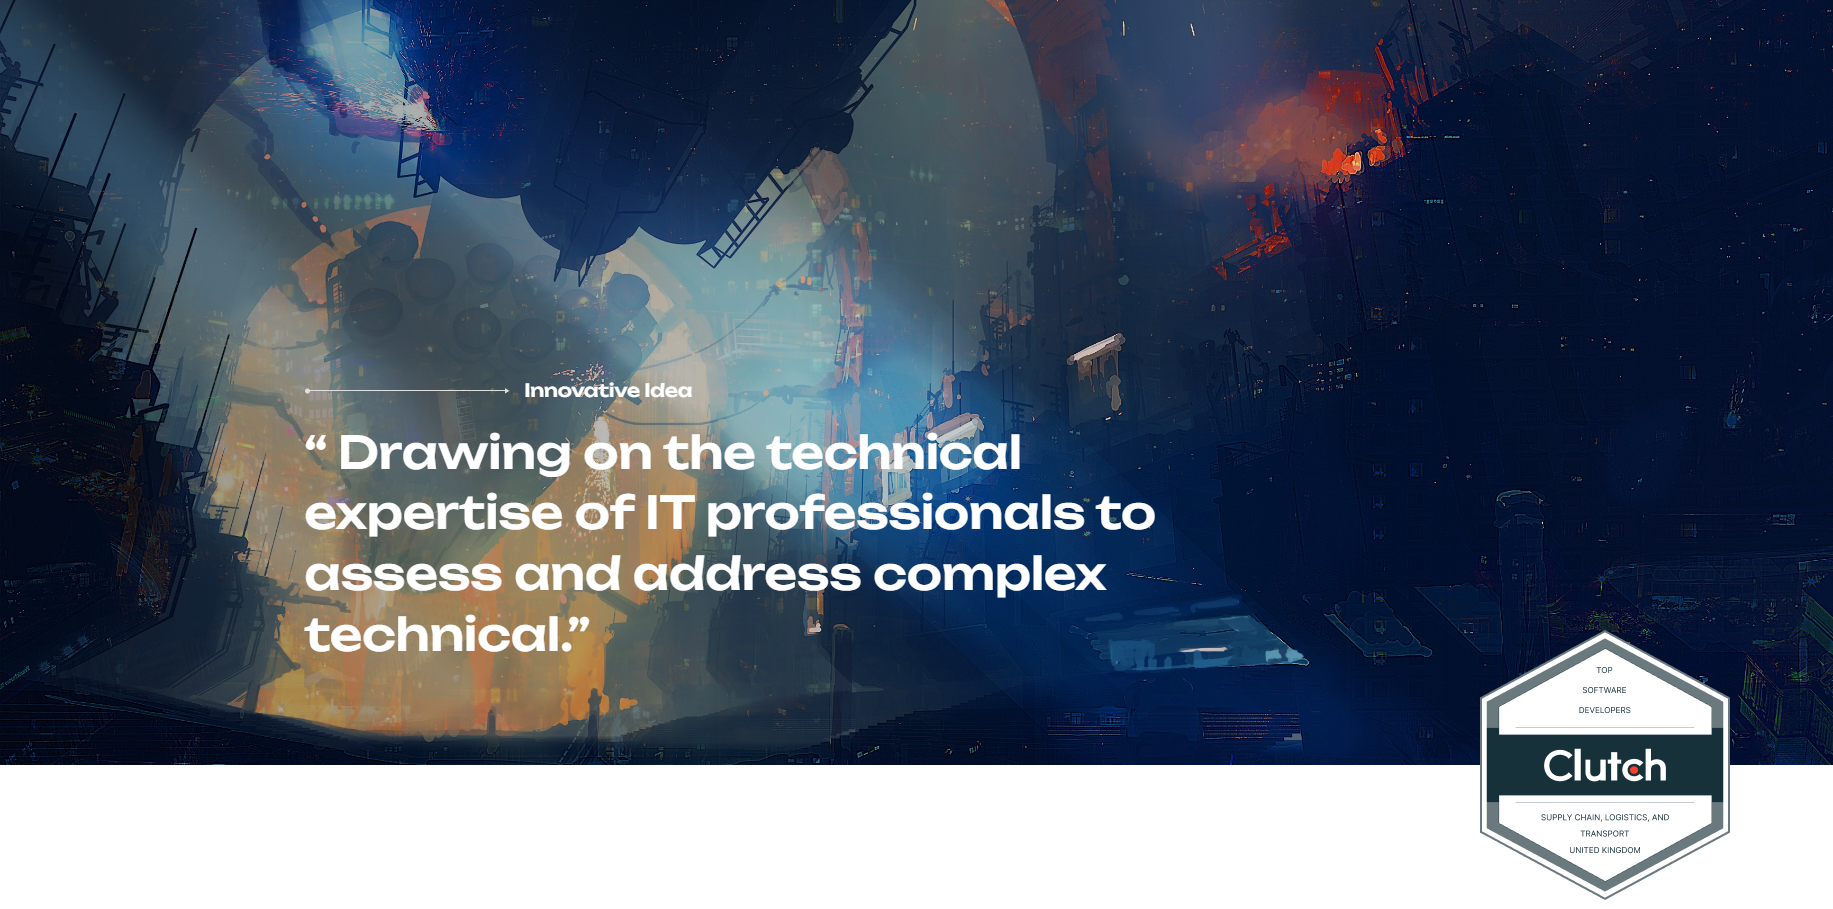 Innovative Idea
“ Drawing on the technical
expertise of IT professionals to
assess and address complex
technical.”
TOP
SOFTWARE
DEVELOPERS
Clutch
SUPPLY CHAIN, LOGISTICS, AND
TRANSPORT
UNITED KINGDOM